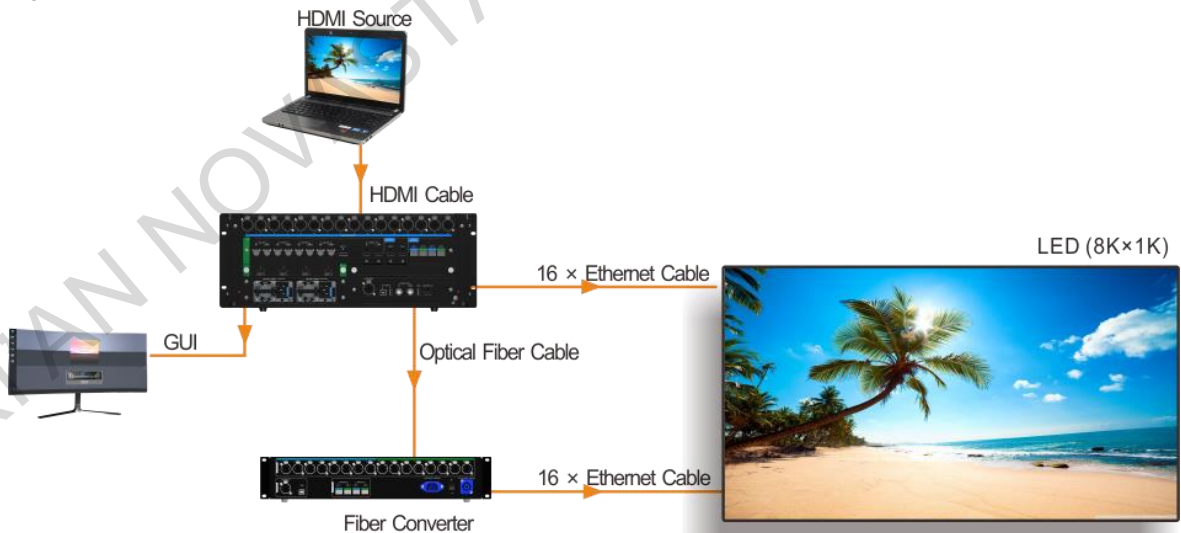 HDMI Source
HDMI Cable
LED (8K×1K)
16 × Ethernet Cable
GUI
Optical Fiber Cable
16 × Ethernet Cable
Fiber Converter